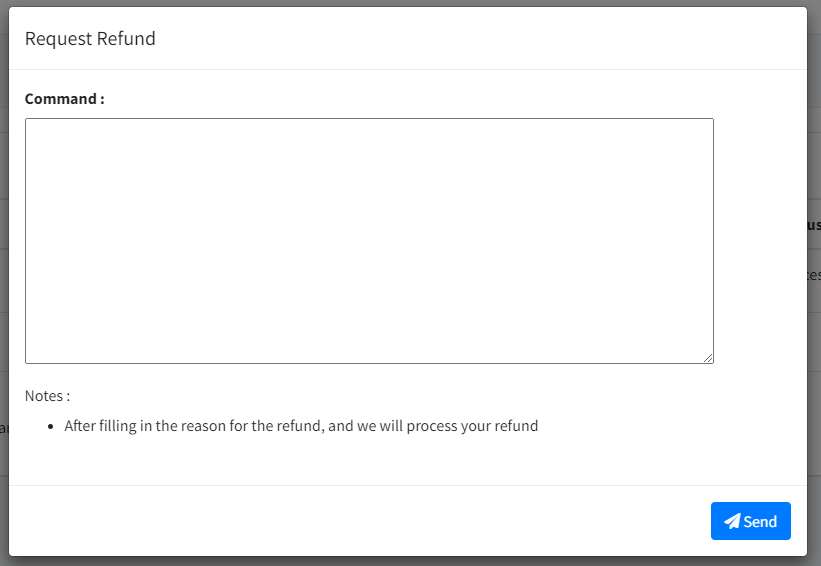 Request Refund
Command :
Notes :
After filling in the reason for the refund, and we will process your refund
Send